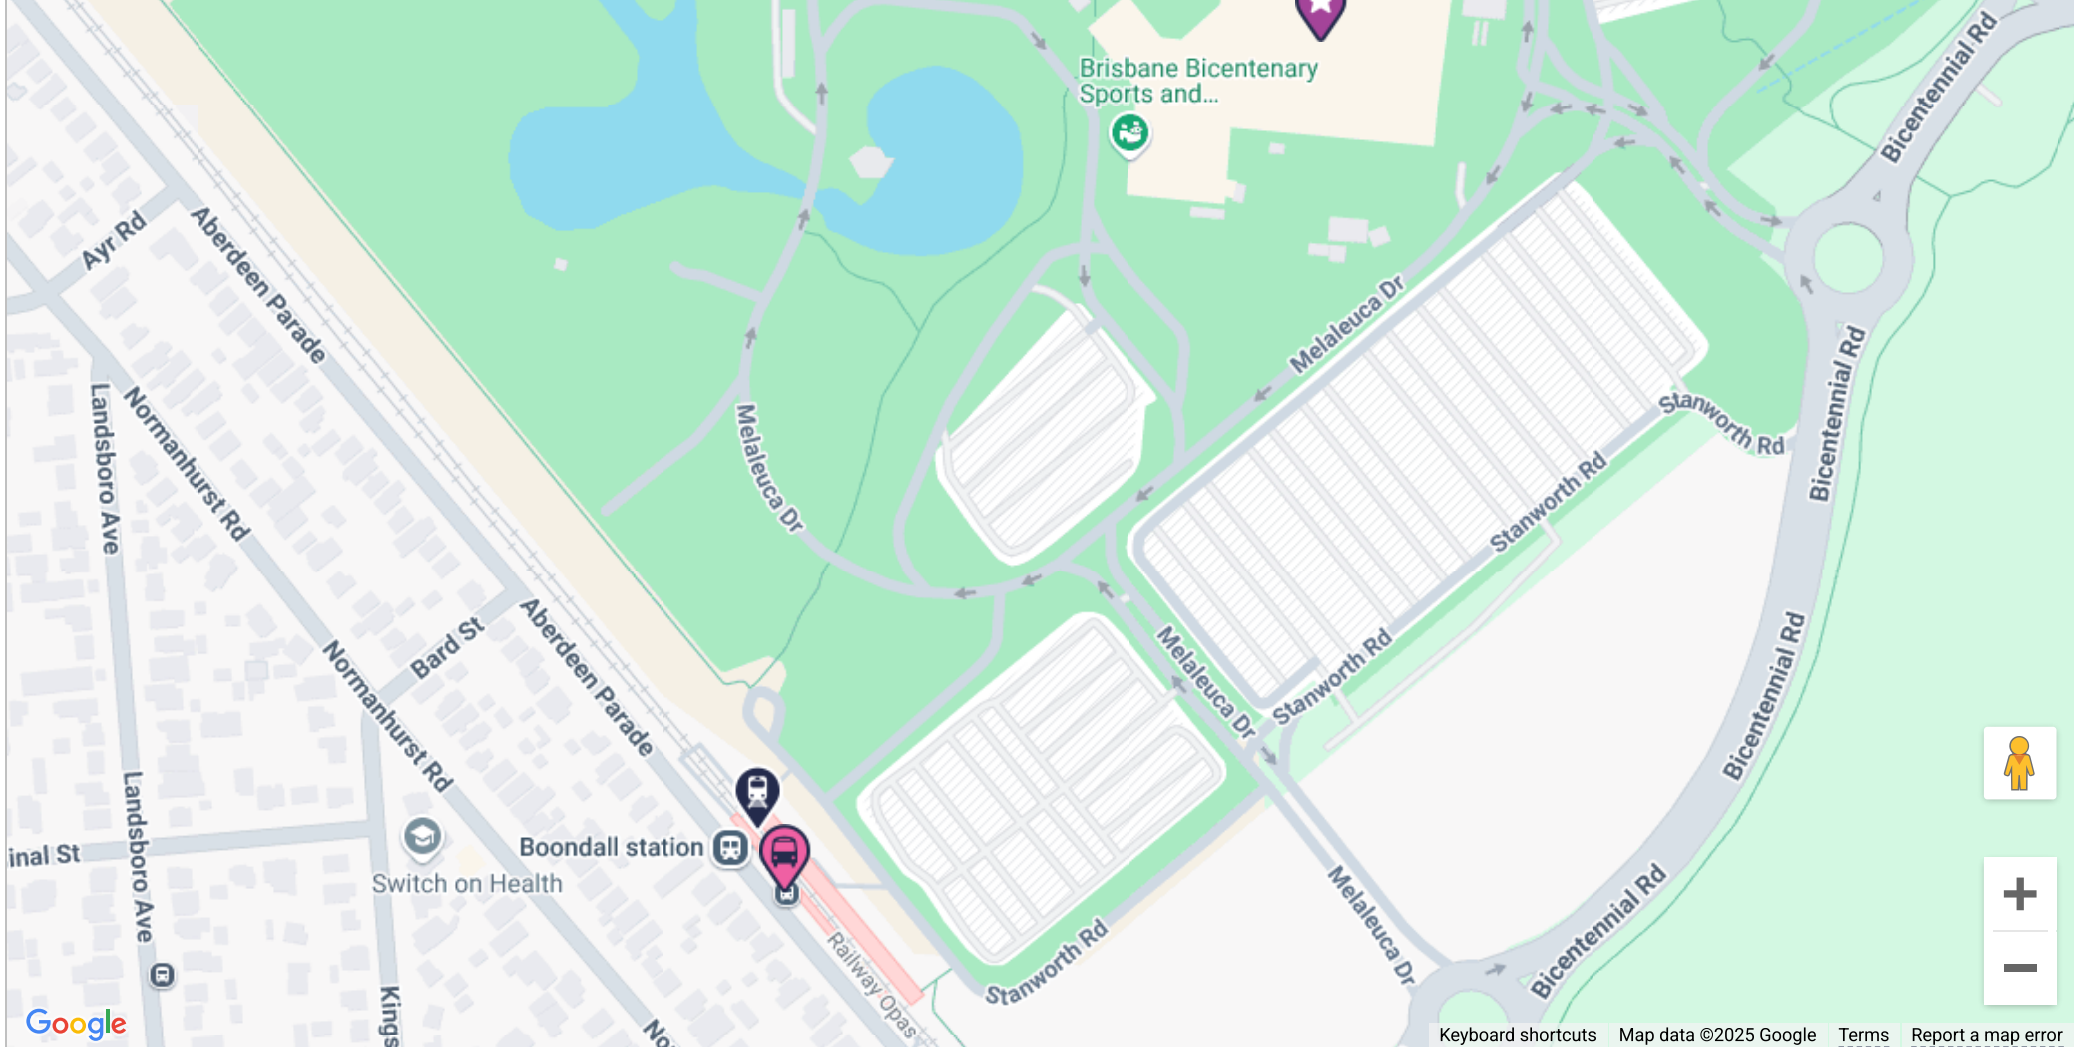 Bicentennial Rd
Brisbane Bicentenary
Sports and...
Ayr Rd
Aberdeen Parade
Melaleuca Dr
Bicentennial Rd
Landsboro Ave
Normanhurst Rd
Melaleuca Dr
Stanworth Rd
Stanworth Rd
Bard St
Aberdeen Parade
Melaleuca Dr
Stanworth Rd
Bicentennial Rd
Normanhurst Rd
Landsboro Ave
inal St
Boondall station
Switch on Health
Melaleuca Dr
Bicentennial Rd
Stanworth Rd
Railway Opas
Kings
No
Google
Keyboard shortcuts
Map data ©2025 Google
Terms
Report a map error